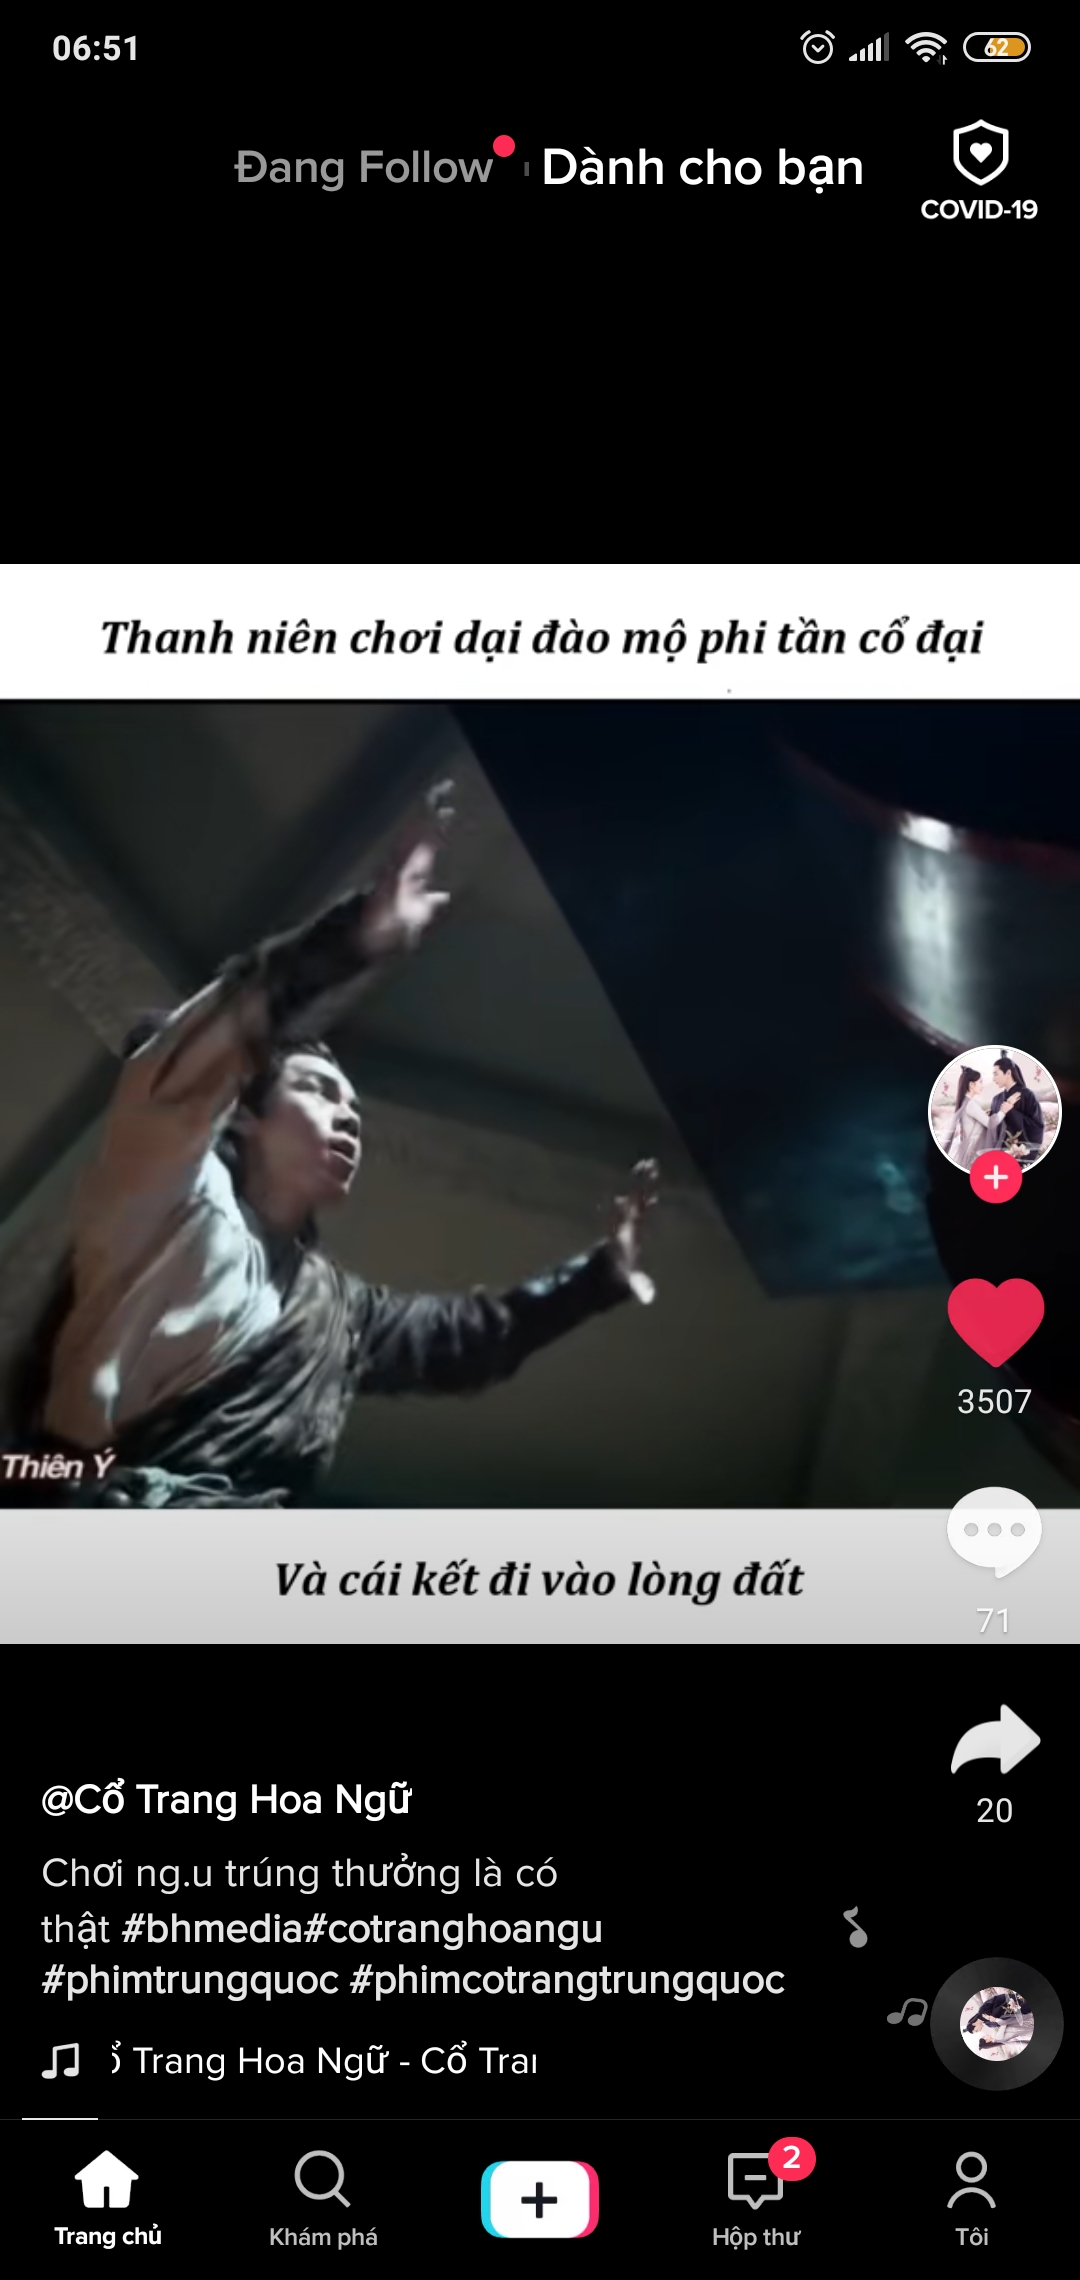 06:51
62
Đang Follow
Dành cho bạn
COVID-19
Thanh niên chơi dại đào mộ phi tần cổ đại
Thiên Ý
3507
Và cái kết đi vào lòng đất
71
20
@Cổ Trang Hoa Ngữ
Chơi ng.u trúng thưởng là có
thật #bhmedia#cotranghoangu
#phimtrungquoc #phimcotrangtrungquoc
Trang Hoa Ngữ - Cổ
2
Trang chủ
Khám phá
Hộp thư
Tôi